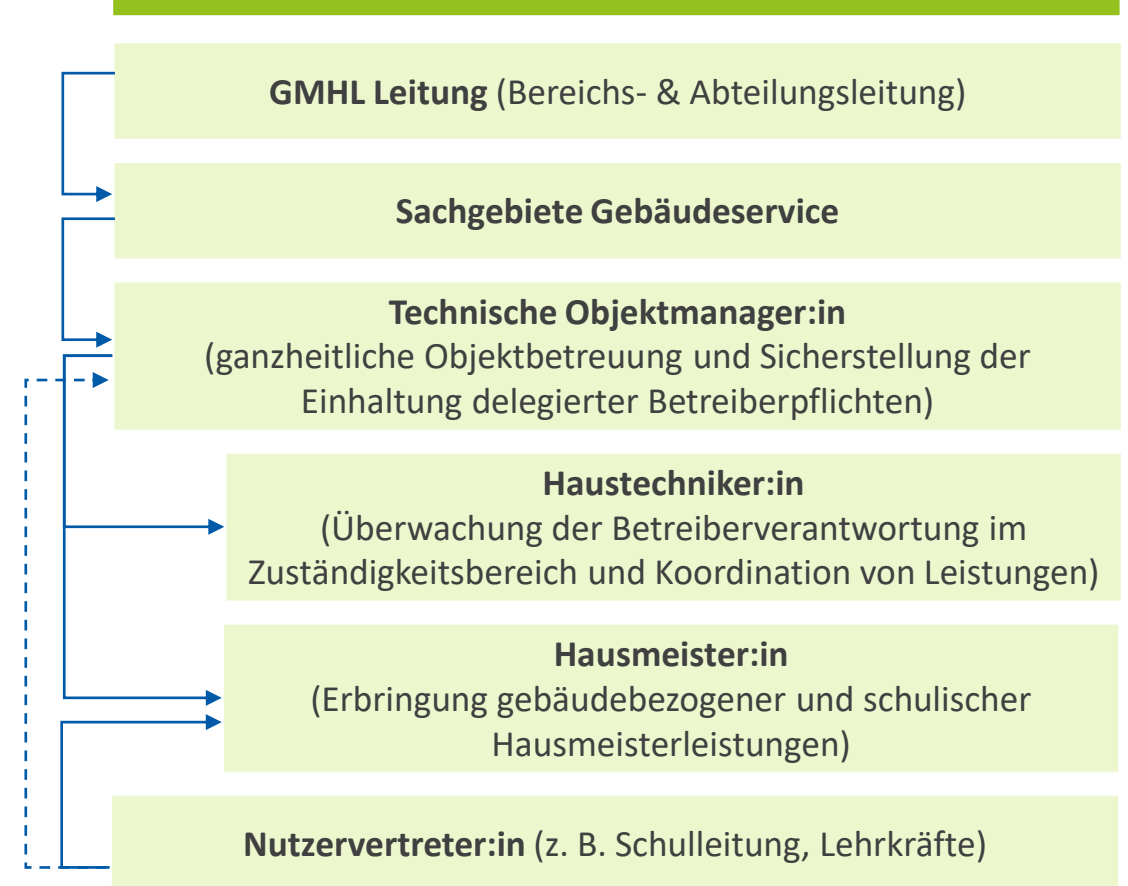 GMHL Leitung (Bereichs- & Abteilungsleitung)
Sachgebiete Gebäudeservice
Technische Objektmanager:in
(ganzheitliche Objektbetreuung und Sicherstellung der
Einhaltung delegierter Betreiberpflichten)
Haustechniker:in
(Überwachung der Betreiberverantwortung im
Zuständigkeitsbereich und Koordination von Leistungen)
Hausmeister:in
(Erbringung gebäudebezogener und schulischer
Hausmeisterleistungen)
Nutzervertreter:in (z. B. Schulleitung, Lehrkräfte)